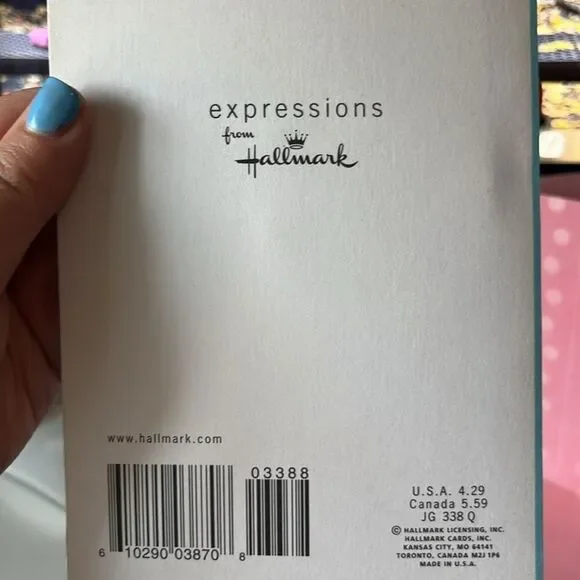 expressions
from
Hallmark
www.hallmark.com
03388
6 10290 03870 8
U.S.A. 4.29
Canada 5.59
JG 338 Q
© HALLMARK LICENSING, INC.
HALLMARK CARDS, INC.
KANSAS CITY, MO 64141
TORONTO, CANADA M2J 1P6
MADE IN U.S.A.